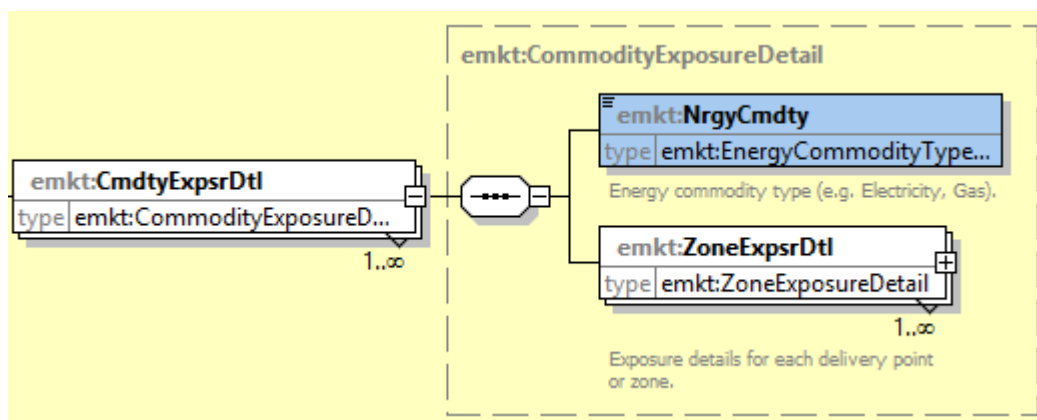 emkt:CommodityExposureDetail
emkt:NrgyCmdty
type emkt:EnergyCommodityType...
Energy commodity type (e.g. Electricity, Gas).
emkt:CmdtyExpsrDtl
type emkt:CommodityExposureD...
1..∞
emkt:ZoneExpsrDtl
type emkt:ZoneExposureDetail
1..∞
Exposure details for each delivery point
or zone.